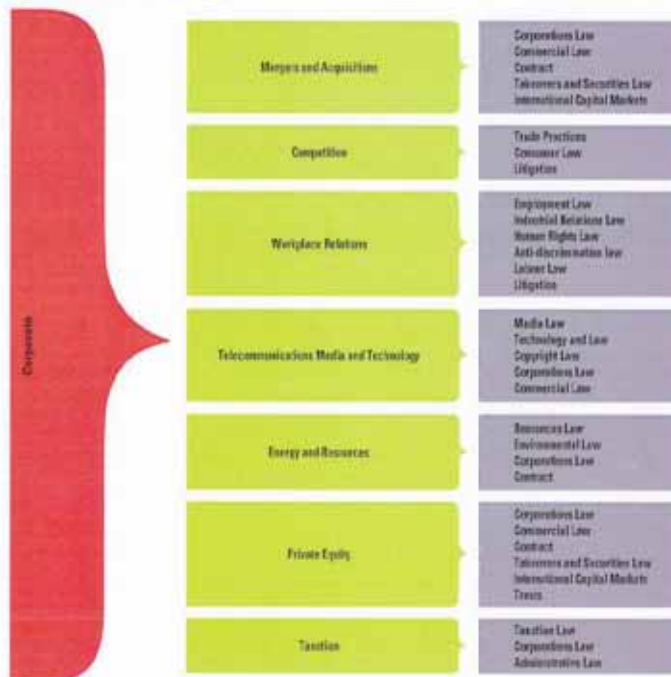 Corporate
Mergers and Acquisitions
Corporations Law
Commercial Law
Contract
Takeovers and Securities Law
International Capital Markets
Competition
Trade Practices
Consumer Law
Litigation
Workplace Relations
Employment Law
Industrial Relations Law
Human Rights Law
Anti-discrimination law
Labour Law
Litigation
Telecommunications Media and Technology
Media Law
Technology and Law
Copyright Law
Corporations Law
Commercial Law
Energy and Resources
Resources Law
Environmental Law
Corporations Law
Contract
Private Equity
Corporations Law
Commercial Law
Contract
Takeovers and Securities Law
International Capital Markets
Trusts
Taxation
Taxation Law
Corporations Law
Administrative Law